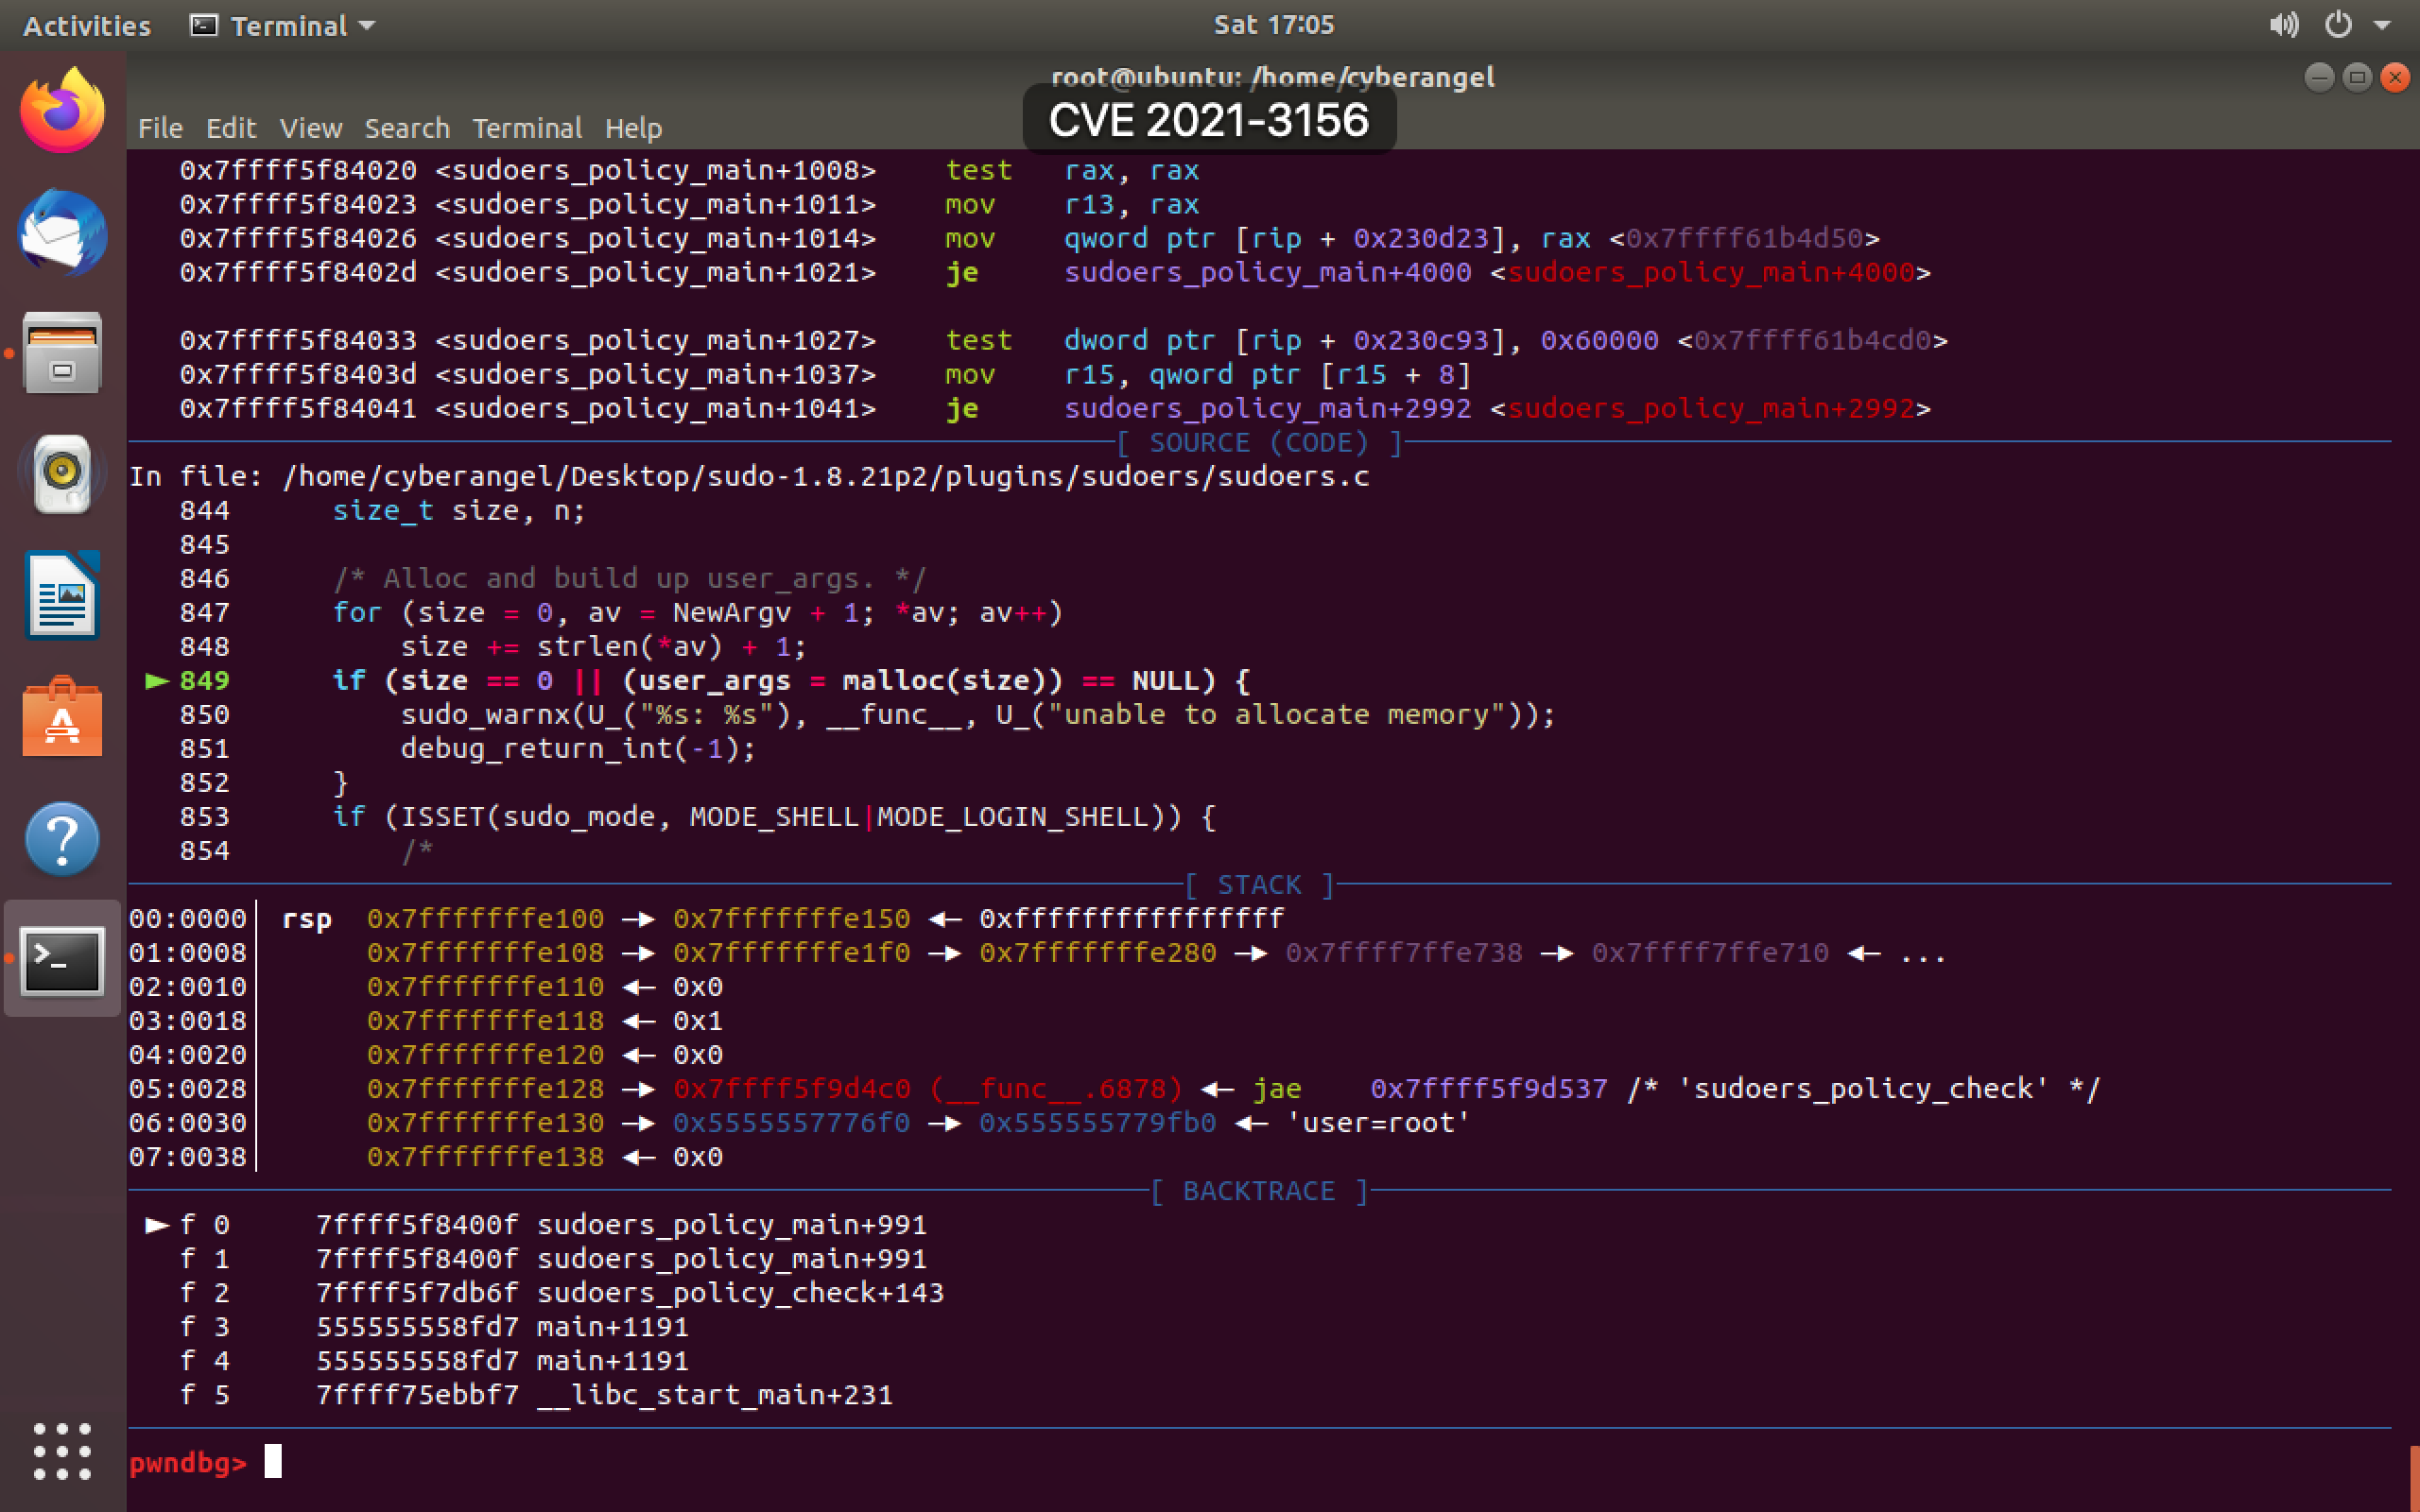 Activities Terminal Sat 17:05
root@ubuntu: /home/cyberangel
CVE 2021-3156
File Edit View Search Terminal Help
0x7ffff5f84020 <sudoers_policy_main+1008> test rax, rax
0x7ffff5f84023 <sudoers_policy_main+1011> mov r13, rax
0x7ffff5f84026 <sudoers_policy_main+1014> mov qword ptr [rip + 0x230d23], rax <0x7ffff61b4d50>
0x7ffff5f8402d <sudoers_policy_main+1021> je sudoers_policy_main+4000 <sudoers_policy_main+4000>
0x7ffff5f84033 <sudoers_policy_main+1027> test dword ptr [rip + 0x230c93], 0x60000 <0x7ffff61b4cd0>
0x7ffff5f8403d <sudoers_policy_main+1037> mov r15, qword ptr [r15 + 8]
0x7ffff5f84041 <sudoers_policy_main+1041> je sudoers_policy_main+2992 <sudoers_policy_main+2992>
[ SOURCE (CODE) ]
In file: /home/cyberangel/Desktop/sudo-1.8.21p2/plugins/sudoers/sudoers.c
844 size_t size, n;
845
846 /* Alloc and build up user_args. */
847 for (size = 0, av = NewArgv + 1; *av; av++)
848 size += strlen(*av) + 1;
► 849 if (size == 0 || (user_args = malloc(size)) == NULL) {
850 sudo_warnx(U_("%s: %s"), __func__, U_("unable to allocate memory"));
851 debug_return_int(-1);
852 }
853 if (ISSET(sudo_mode, MODE_SHELL|MODE_LOGIN_SHELL)) {
854 /*
[ STACK ]
00:0000│ rsp 0x7fffffffe100 —► 0x7fffffffe150 ◄— 0xffffffffffffffff
01:0008│ 0x7fffffffe108 —► 0x7fffffffe1f0 —► 0x7fffffffe280 —► 0x7ffff7ffe738 —► 0x7ffff7ffe710 ◄— ...
02:0010│ 0x7fffffffe110 ◄— 0x0
03:0018│ 0x7fffffffe118 ◄— 0x1
04:0020│ 0x7fffffffe120 ◄— 0x0
05:0028│ 0x7fffffffe128 —► 0x7ffff5f9d4c0 (__func__.6878) ◄— jae 0x7ffff5f9d537 /* 'sudoers_policy_check' */
06:0030│ 0x7fffffffe130 —► 0x5555557776f0 —► 0x555555779fb0 ◄— 'user=root'
07:0038│ 0x7fffffffe138 ◄— 0x0
[ BACKTRACE ]
► f 0 7ffff5f8400f sudoers_policy_main+991
f 1 7ffff5f8400f sudoers_policy_main+991
f 2 7ffff5f7db6f sudoers_policy_check+143
f 3 555555558fd7 main+1191
f 4 555555558fd7 main+1191
f 5 7ffff75ebbf7 __libc_start_main+231
pwndbg>